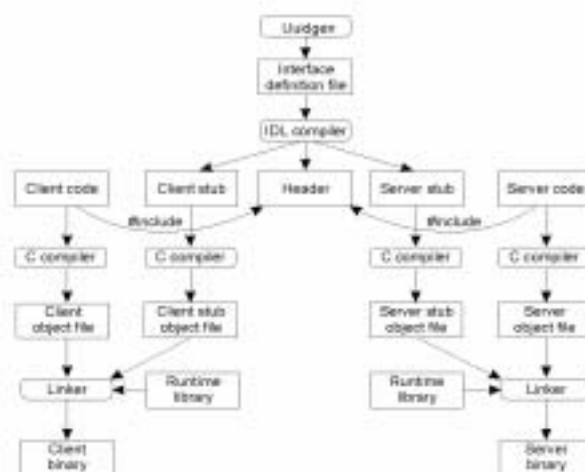 Uuidgen
Interface
definition file
IDL compiler
Client code
Client stub
Header
Server stub
Server code
#include
#include
C compiler
C compiler
C compiler
C compiler
Client
object file
Client stub
object file
Server stub
object file
Server
object file
Linker
Runtime
library
Runtime
library
Linker
Client
binary
Server
binary